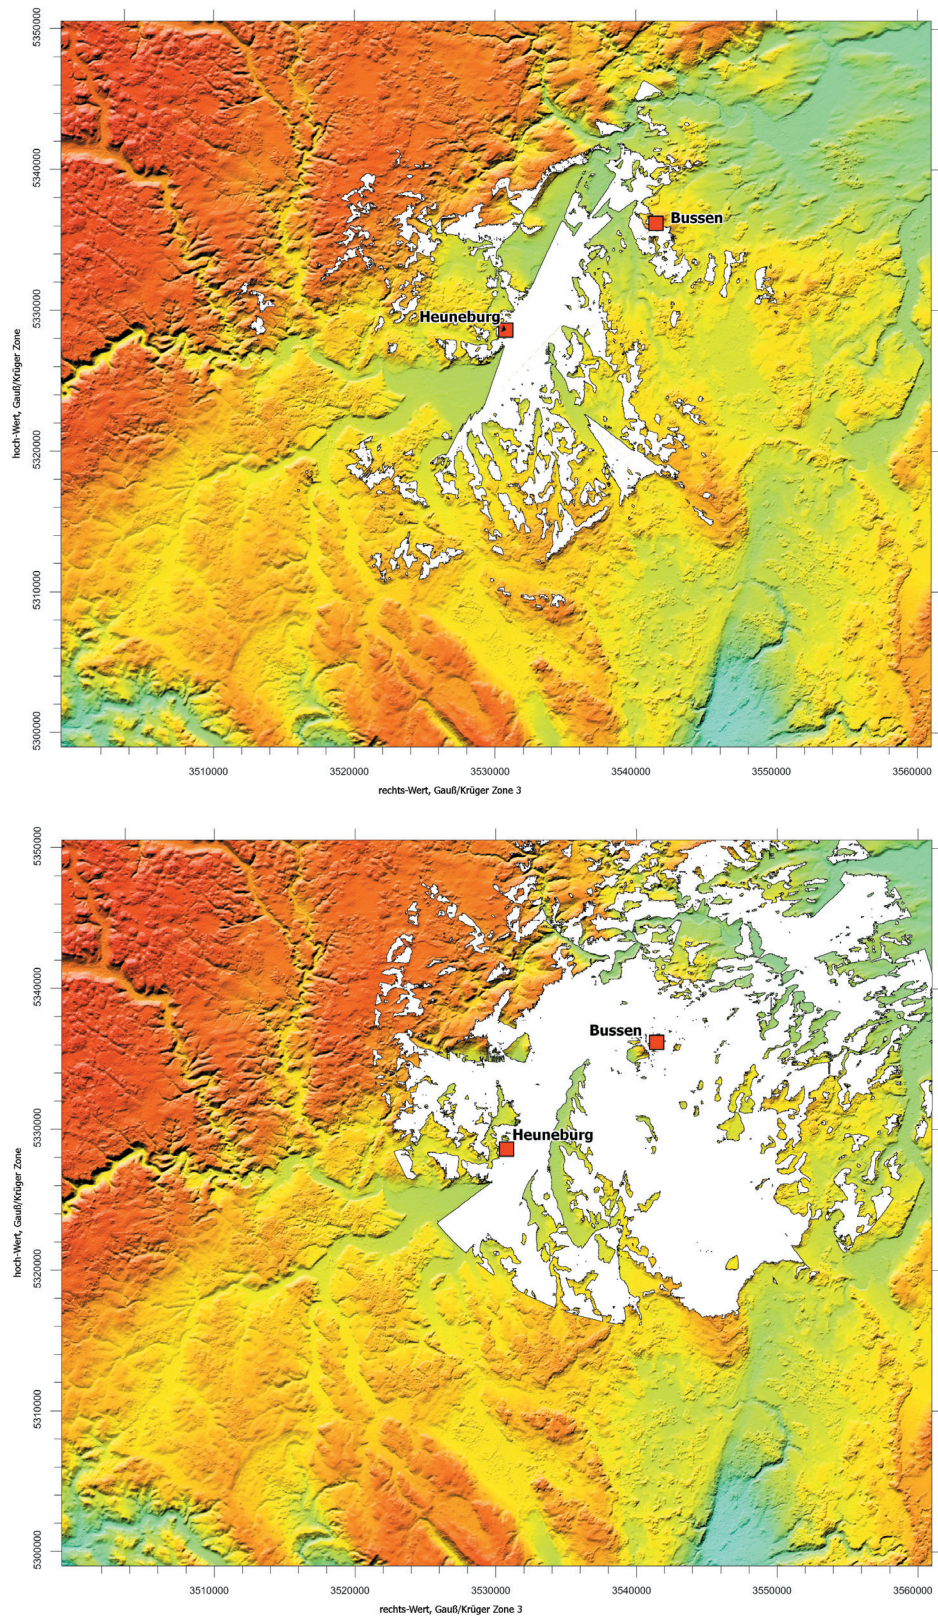 5350000
5340000
5330000
5320000
5310000
5300000
hoch-Wert, Gauß/Krüger Zone
Bussen
Heuneburg
3510000 3520000 3530000 3540000 3550000 3560000
rechts-Wert, Gauß/Krüger Zone 3
5350000
5340000
5330000
5320000
5310000
5300000
hoch-Wert, Gauß/Krüger Zone
Bussen
Heuneburg
3510000 3520000 3530000 3540000 3550000 3560000
rechts-Wert, Gauß/Krüger Zone 3